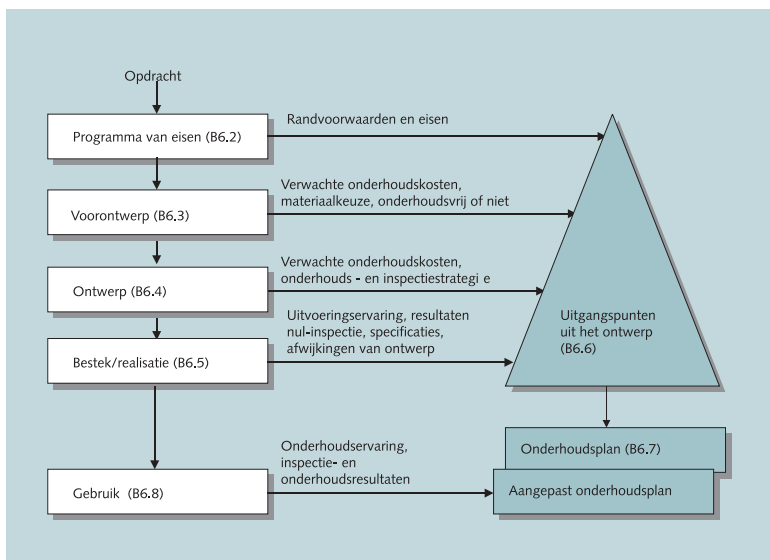 Opdracht
Programma van eisen (B6.2)
Randvoorwaarden en eisen
Voorontwerp (B6.3)
Verwachte onderhoudskosten,
materiaalkeuze, onderhoudsvrij of niet
Ontwerp (B6.4)
Verwachte onderhoudskosten,
onderhouds - en inspectiestrategi e
Bestek/realisatie (B6.5)
Uitvoeringservaring, resultaten
nul-inspectie, specificaties,
afwijkingen van ontwerp
Uitgangspunten
uit het ontwerp
(B6.6)
Onderhoudsplan (B6.7)
Gebruik (B6.8)
Onderhoudservaring,
inspectie- en
onderhoudsresultaten
Aangepast onderhoudsplan